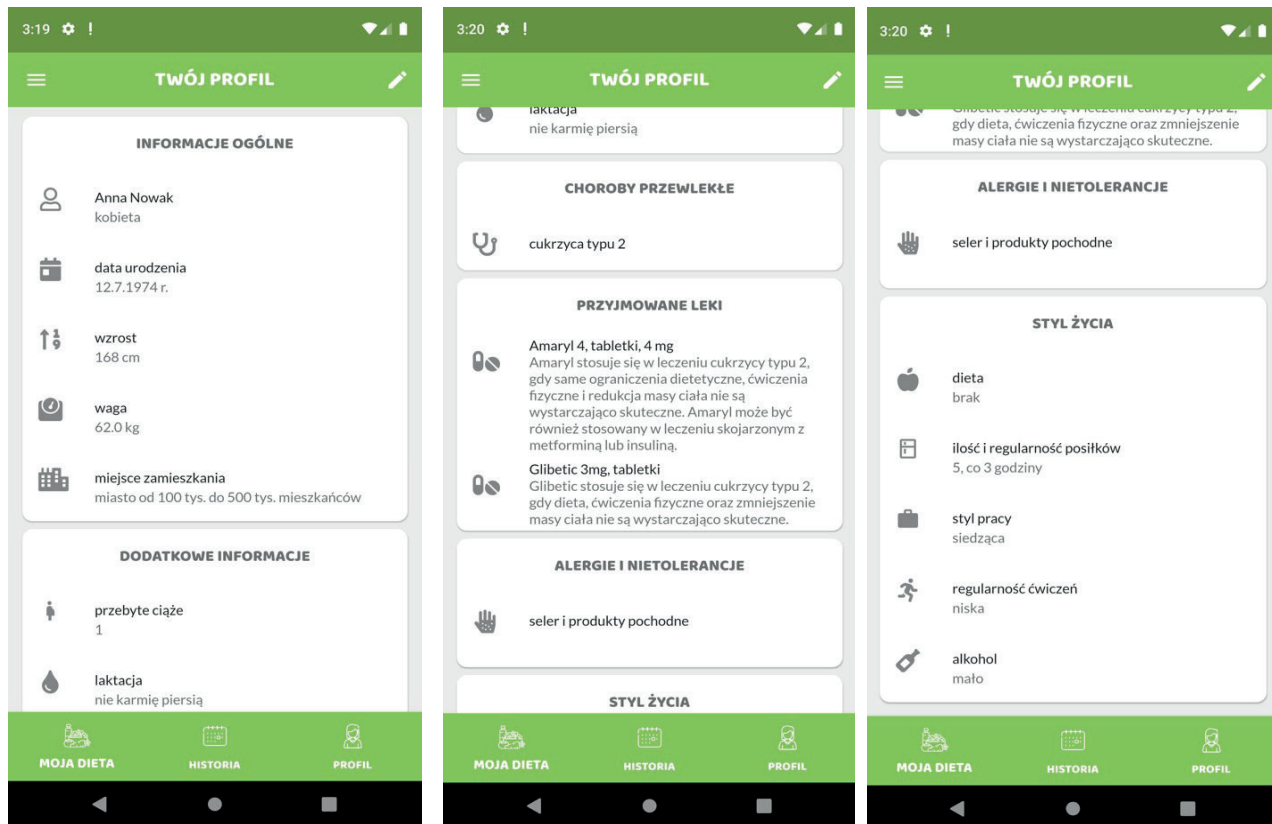 3:19
TWÓJ PROFIL
INFORMACJE OGÓLNE
Anna Nowak
kobieta
data urodzenia
12.7.1974 r.
wzrost
168 cm
waga
62.0 kg
miejsce zamieszkania
miasto od 100 tys. do 500 tys. mieszkańców
DODATKOWE INFORMACJE
przebyte ciąże
1
laktacja
nie karmię piersią
MOJA DIETA
HISTORIA
PROFIL
3:20
TWÓJ PROFIL
laktacja
nie karmię piersią
CHOROBY PRZEWLEKŁE
cukrzyca typu 2
PRZYJMOWANE LEKI
Amaryl 4, tabletki, 4 mg
Amaryl stosuje się w leczeniu cukrzycy typu 2,
gdy same ograniczenia dietetyczne, ćwiczenia
fizyczne i redukcja masy ciała nie są
wystarczająco skuteczne. Amaryl może być
również stosowany w leczeniu skojarzonym z
metforminą lub insuliną.
Glibetic 3mg, tabletki
Glibetic stosuje się w leczeniu cukrzycy typu 2,
gdy dieta, ćwiczenia fizyczne oraz zmniejszenie
masy ciała nie są wystarczająco skuteczne.
ALERGIE I NIETOLERANCJE
seler i produkty pochodne
STYL ŻYCIA
MOJA DIETA
HISTORIA
PROFIL
3:20
TWÓJ PROFIL
Glibetic stosuje się w leczeniu cukrzycy typu 2,
gdy dieta, ćwiczenia fizyczne oraz zmniejszenie
masy ciała nie są wystarczająco skuteczne.
ALERGIE I NIETOLERANCJE
seler i produkty pochodne
STYL ŻYCIA
dieta
brak
ilość i regularność posiłków
5, co 3 godziny
styl pracy
siedząca
regularność ćwiczeń
niska
alkohol
mało
MOJA DIETA
HISTORIA
PROFIL